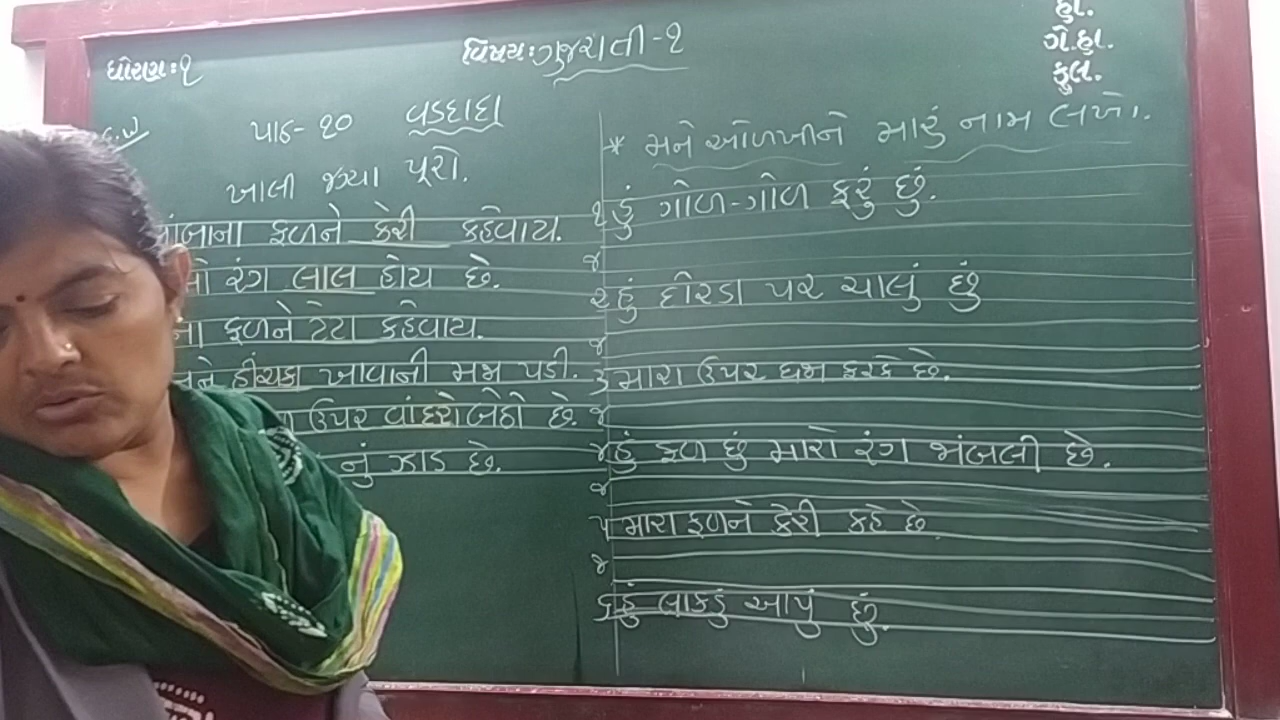 ધોરણ:૧
વિષય: ગુજરાતી-૧
હા.
ગે.હા.
કુલ.
C.W
પાઠ- ૧૦ વડદાદા
ખાલી જગ્યા પૂરો.
આંબાના ફળને કેરી કહેવાય.
રંગ લાલ હોય છે.
ના ફળને ટેટા કહેવાય.
ને હીંચકા ખાવાની મજા પડી.
ઉપર વાંદરો બેઠો છે.
નું ઝાડ છે.
* મને ઓળખીને મારું નામ લખો.
૧ હું ગોળ-ગોળ ફરું છું.
જ
૨ હું દોરડા પર ચાલું છું
જ
૩ મારા ઉપર ધજા ફરકે છે.
જ
૪ હું ફળ છું મારો રંગ જાંબલી છે.
જ
૫ મારા ફળને કેરી કહે છે.
જ
૬ હું લાકડું આપું છું.